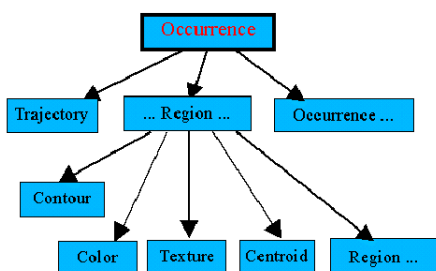 Occurrence
Trajectory
... Region ...
Occurrence ...
Contour
Color
Texture
Centroid
Region ...